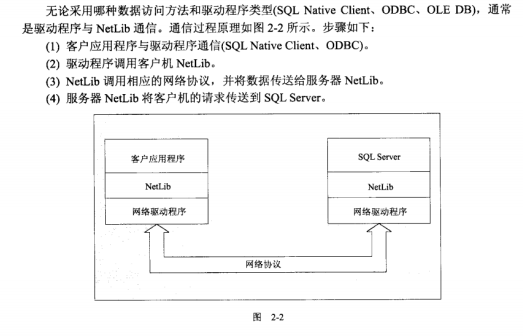 无论采用哪种数据访问方法和驱动程序类型(SQL Native Client、ODBC、OLE DB)，通常
是驱动程序与 NetLib 通信。通信过程原理如图 2-2 所示。步骤如下：
(1) 客户应用程序与驱动程序通信(SQL Native Client、ODBC)。
(2) 驱动程序调用客户机 NetLib。
(3) NetLib 调用相应的网络协议，并将数据传送给服务器 NetLib。
(4) 服务器 NetLib 将客户机的请求传送到 SQL Server。
客户应用程序
NetLib
网络驱动程序
SQL Server
NetLib
网络驱动程序
网络协议
图 2-2